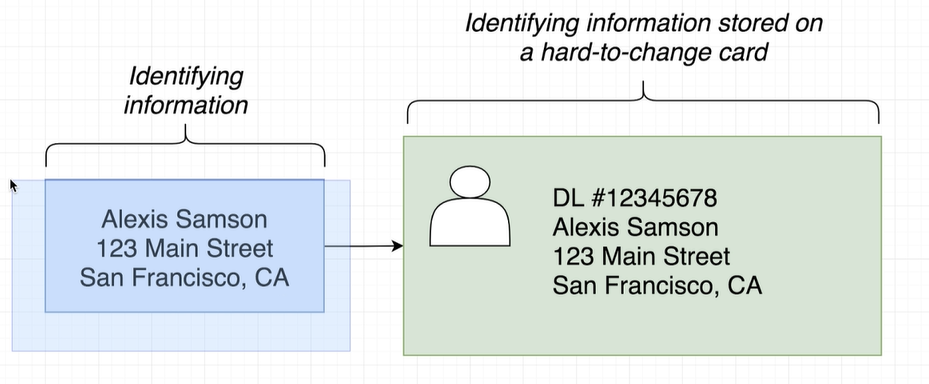 Identifying
information
Identifying information stored on
a hard-to-change card
Alexis Samson
123 Main Street
San Francisco, CA
DL #12345678
Alexis Samson
123 Main Street
San Francisco, CA